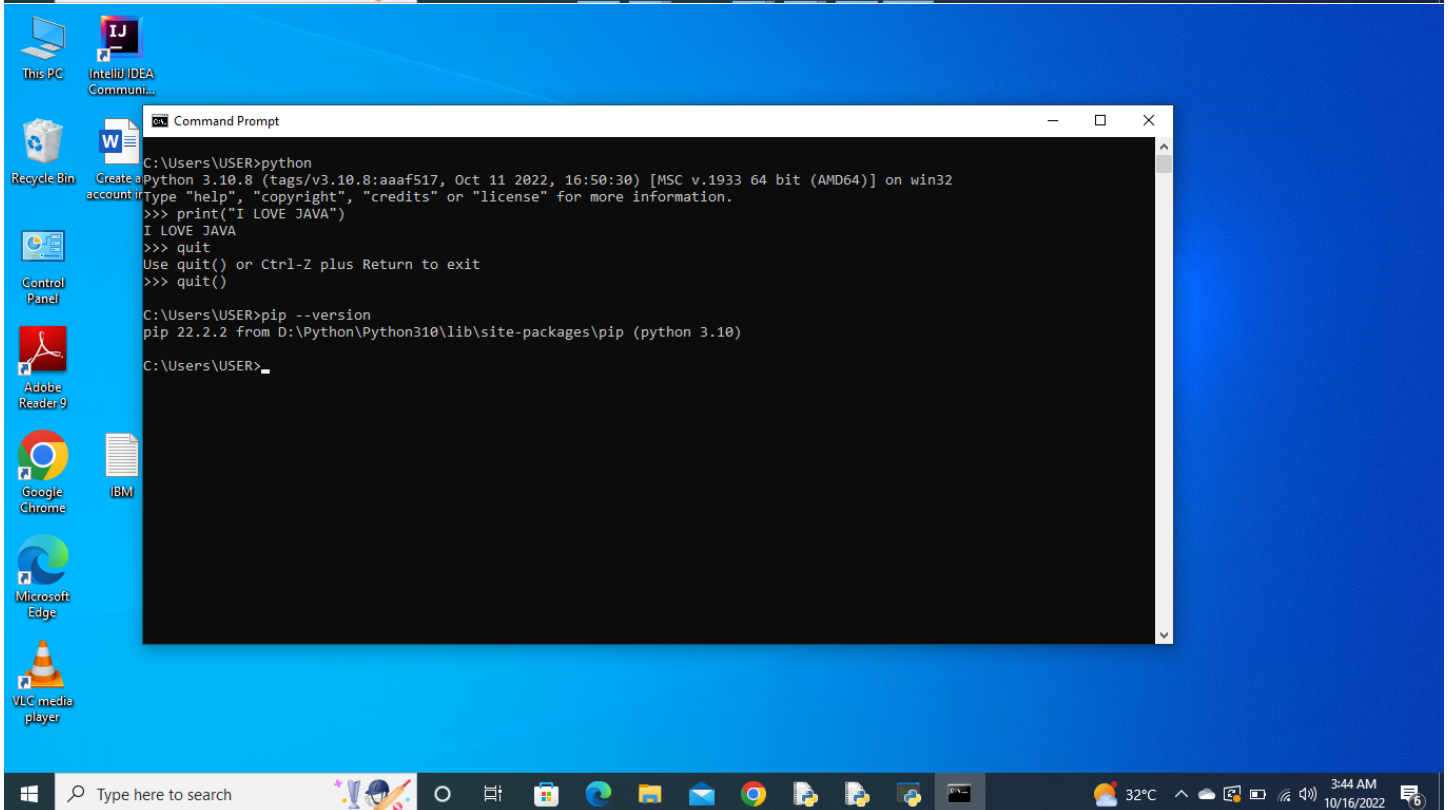 This PC
IntelliJ IDEA
Communi...
Recycle Bin
Create a
account in
Control
Panel
Adobe
Reader 9
Google
Chrome
IBM
Microsoft
Edge
VLC media
player
Command Prompt
C:\Users\USER>python
Python 3.10.8 (tags/v3.10.8:aaaf517, Oct 11 2022, 16:50:30) [MSC v.1933 64 bit (AMD64)] on win32
Type "help", "copyright", "credits" or "license" for more information.
>>> print("I LOVE JAVA")
I LOVE JAVA
>>> quit
Use quit() or Ctrl-Z plus Return to exit
>>> quit()
C:\Users\USER>pip --version
pip 22.2.2 from D:\Python\Python310\lib\site-packages\pip (python 3.10)
C:\Users\USER>
Type here to search
32°C
3:44 AM
10/16/2022
6